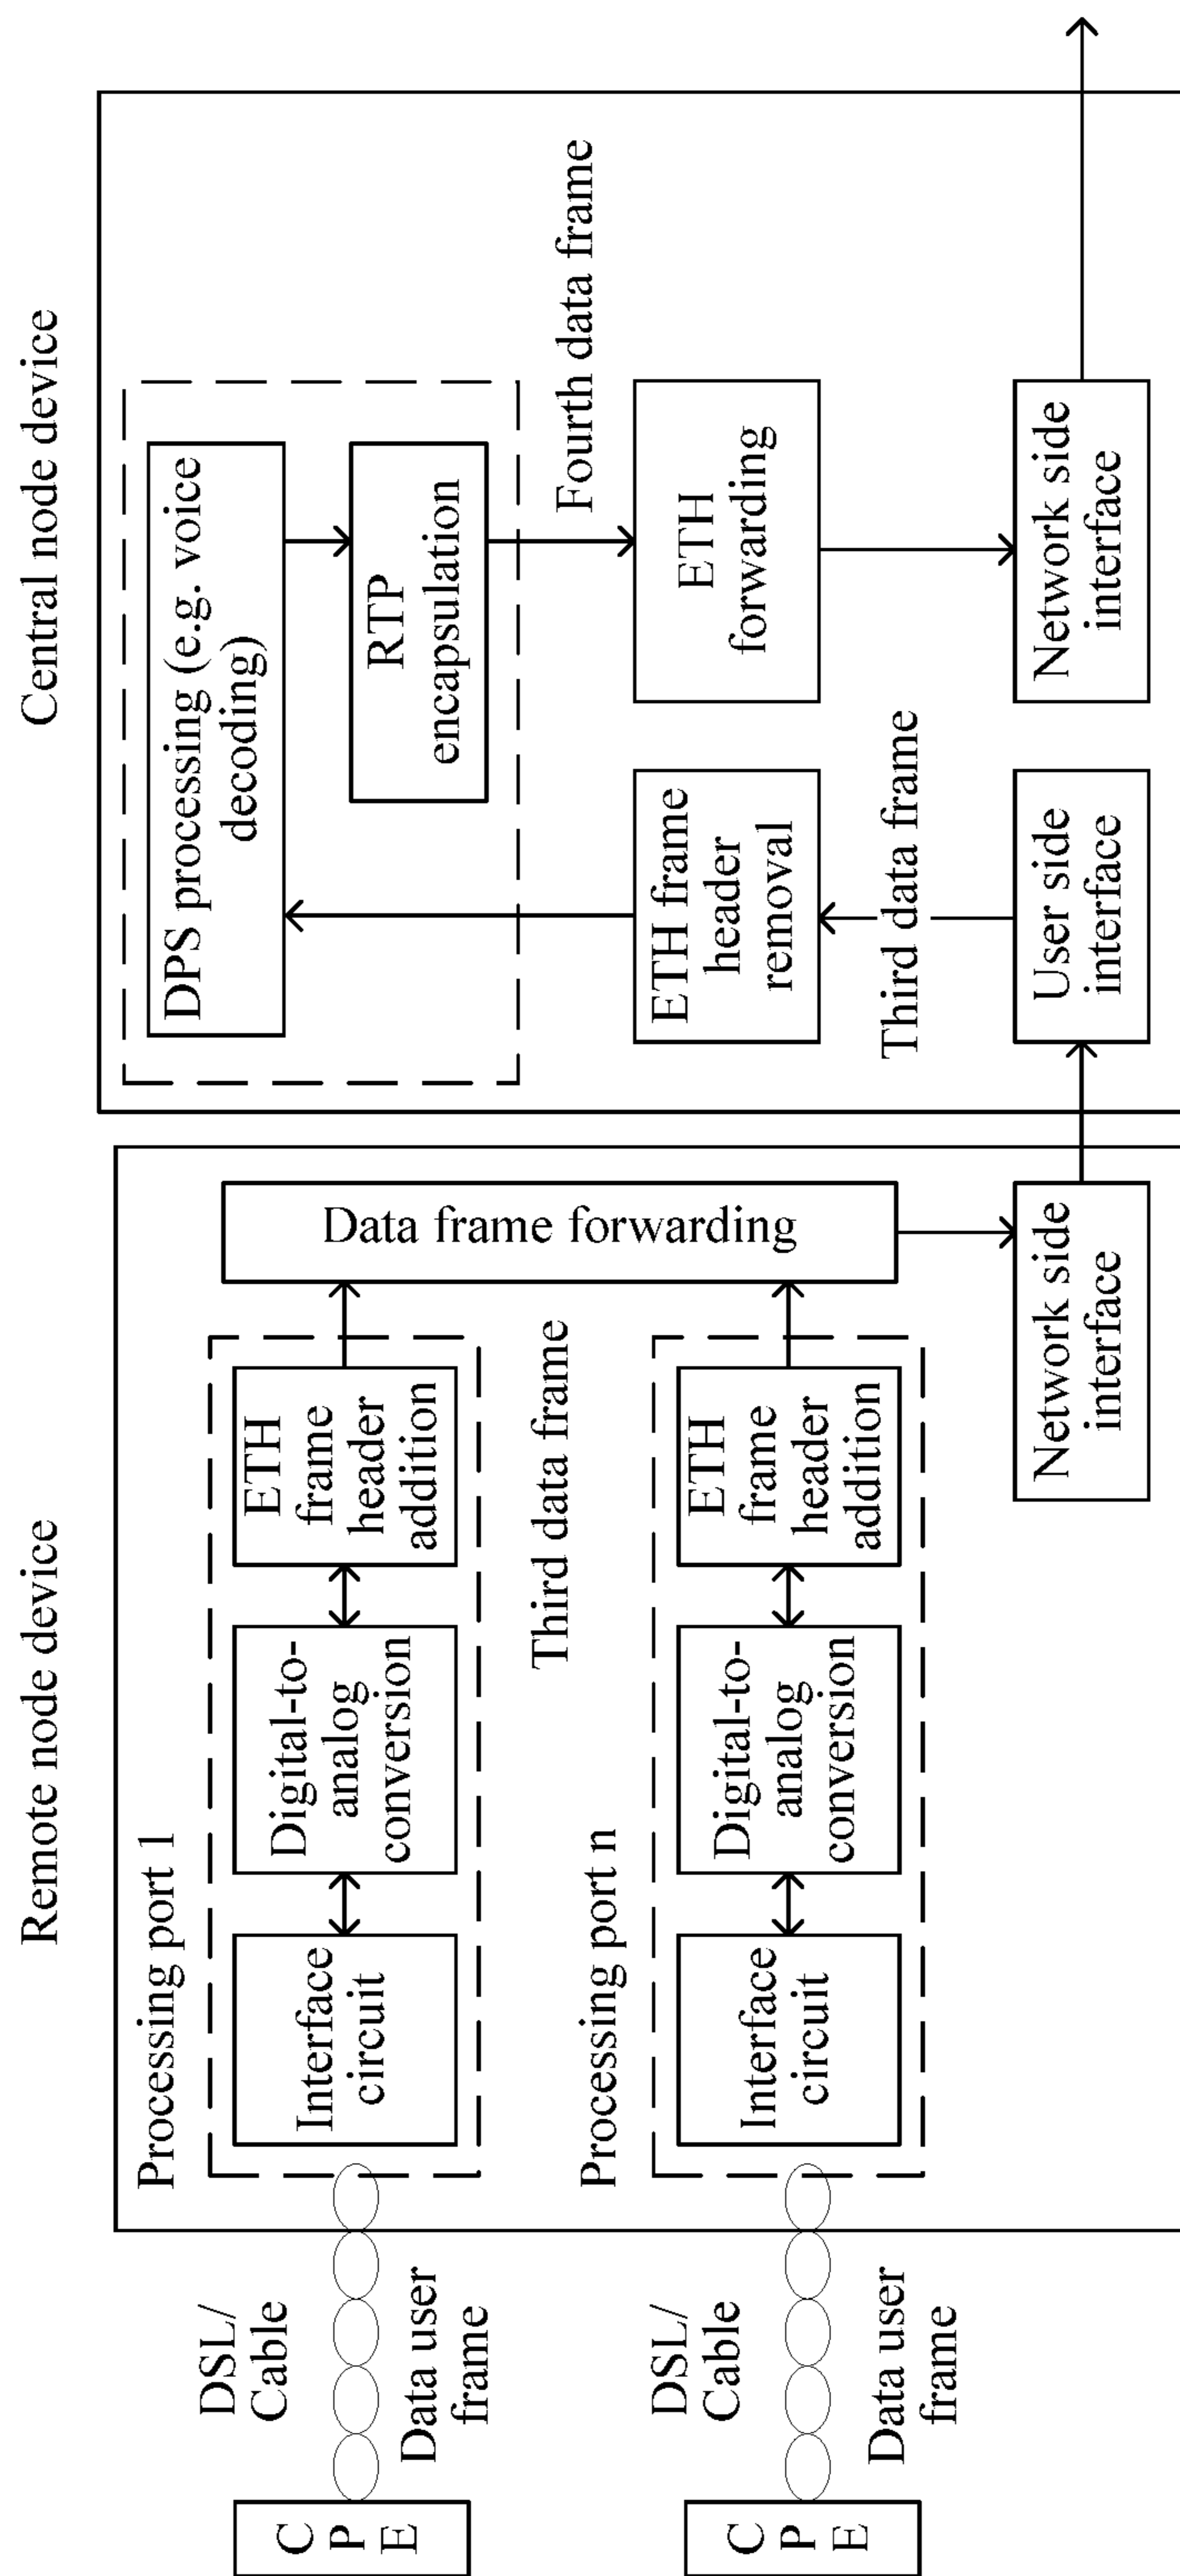 Remote node device
Central node device
Processing port 1
DSL/
Cable
C
P
E
Data user
frame
Interface
circuit
Digital-to-
analog
conversion
ETH
frame
header
addition
Third data frame
Data frame forwarding
Processing port n
DSL/
Cable
C
P
E
Data user
frame
Interface
circuit
Digital-to-
analog
conversion
ETH
frame
header
addition
Network side
interface
DPS processing (e.g. voice
decoding)
RTP
encapsulation
Fourth data frame
ETH frame
header
removal
ETH
forwarding
Third data frame
User side
interface
Network side
interface